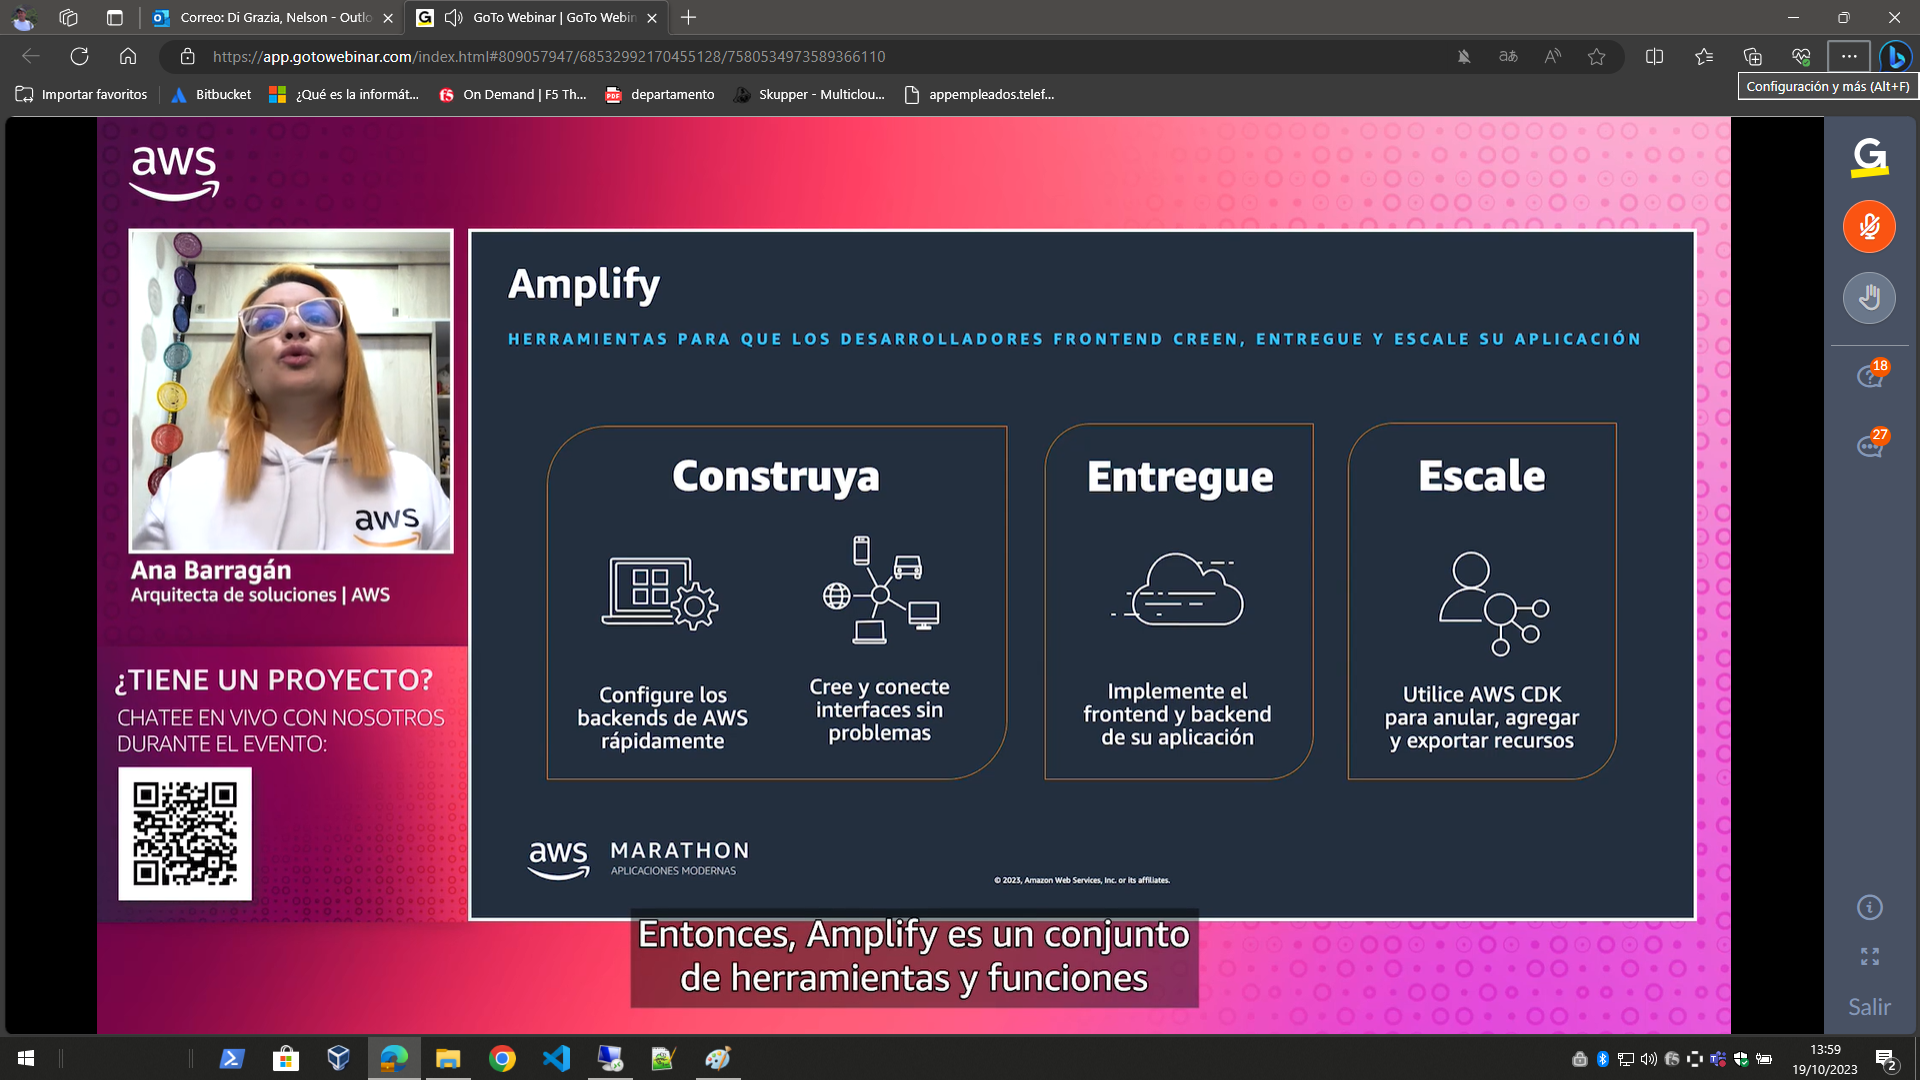 Correo: Di Grazia, Nelson - Outlo
GoTo Webinar | GoTo Webin
https://app.gotowebinar.com/index.html#809057947/68532992170455128/7580534973589366110
Configuración y más (Alt+F)
Importar favoritos
Bitbucket
¿Qué es la informát...
On Demand | F5 Th...
departamento
Skupper - Multiclou...
appempleados.telef...
aws
Amplify
HERRAMIENTAS PARA QUE LOS DESARROLLADORES FRONTEND CREEN, ENTREGUE Y ESCALE SU APLICACIÓN
aws
Ana Barragán
Arquitecta de soluciones | AWS
¿TIENE UN PROYECTO?
CHATEE EN VIVO CON NOSOTROS
DURANTE EL EVENTO:
Construya
Configure los
backends de AWS
rápidamente
Cree y conecte
interfaces sin
problemas
Entregue
Implemente el
frontend y backend
de su aplicación
Escale
Utilice AWS CDK
para anular, agregar
y exportar recursos
aws
MARATHON
APLICACIONES MODERNAS
© 2023, Amazon Web Services, Inc. or its affiliates.
Entonces, Amplify es un conjunto
de herramientas y funciones
G
18
27
Salir
13:59
19/10/2023
2